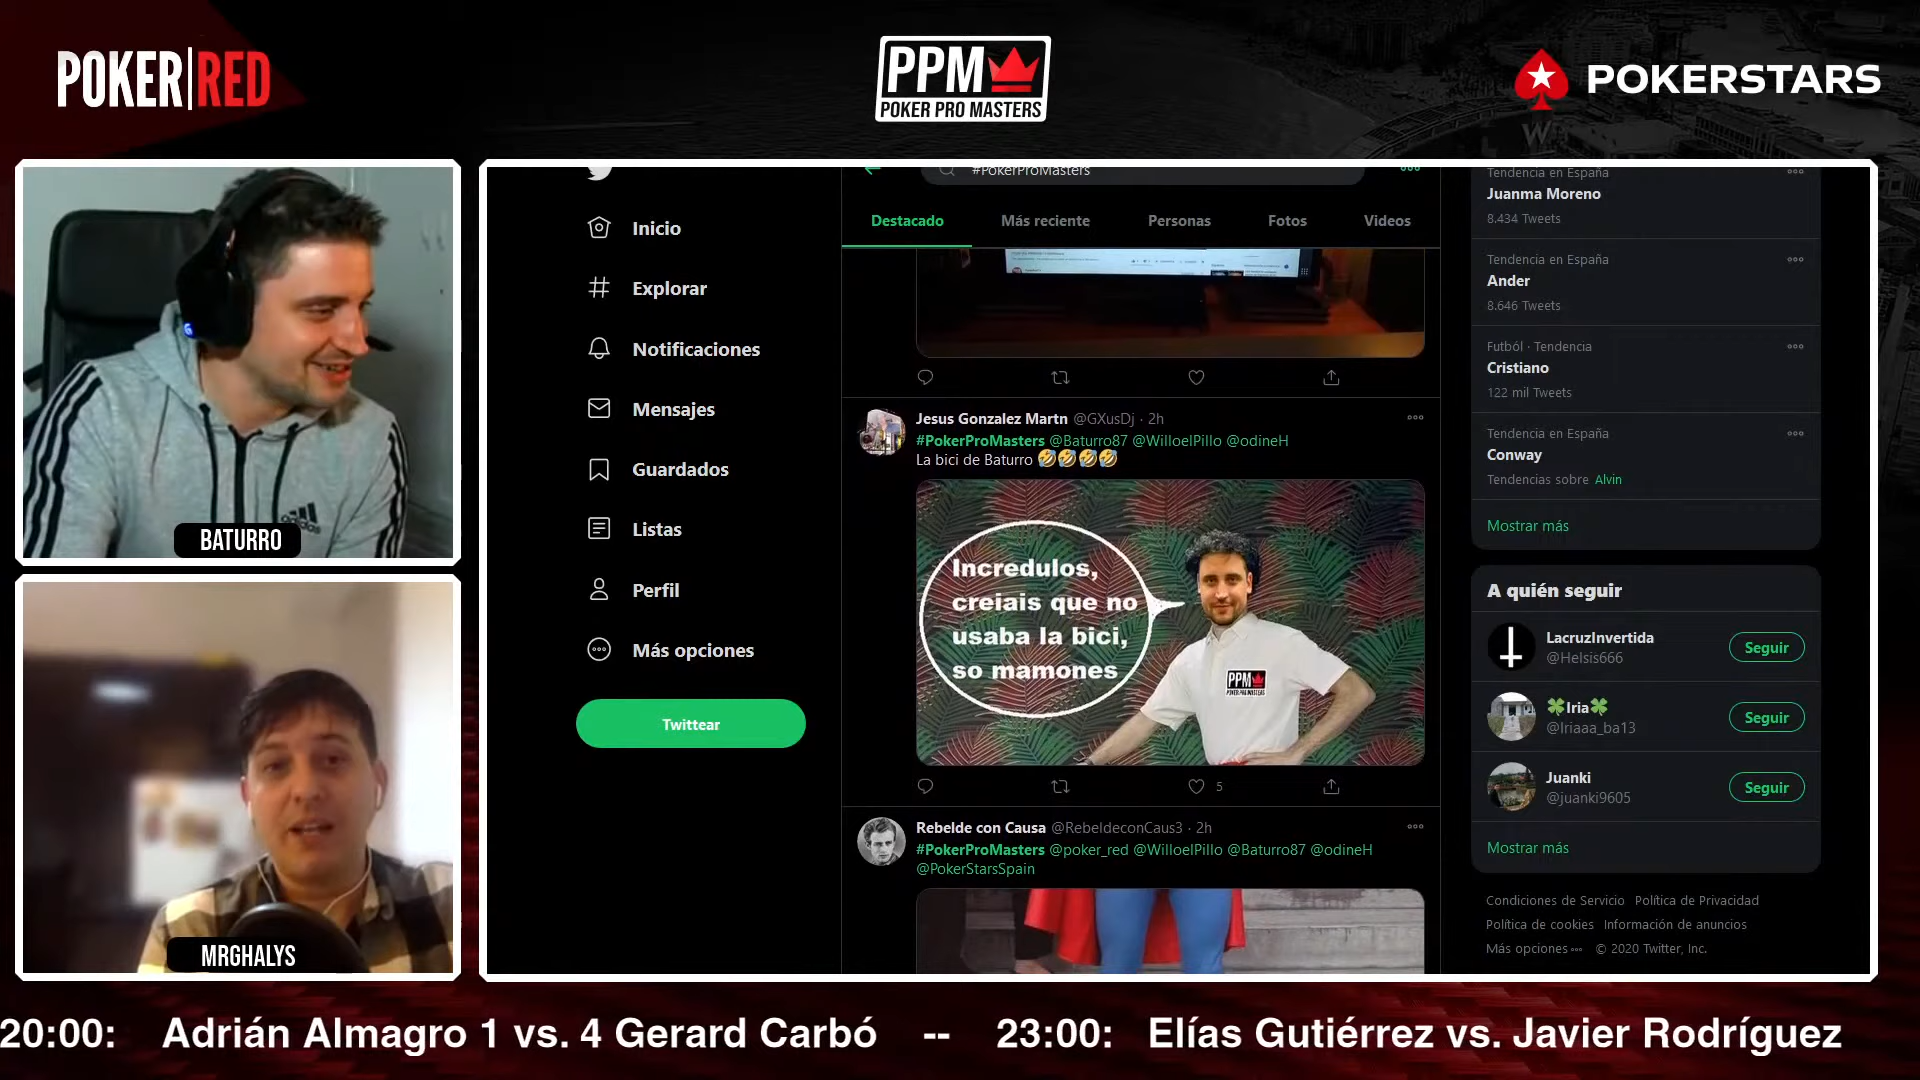 POKER|RED
PPM
POKER PRO MASTERS
POKERSTARS
BATURRO
MRGHALYS
Inicio
Explorar
Notificaciones
Mensajes
Guardados
Listas
Perfil
Más opciones
Twittear
#PokerProMasters
Destacado
Más reciente
Personas
Fotos
Videos
Jesus Gonzalez Martn @GXusDj · 2h
#PokerProMasters @Baturro87 @WilloelPillo @odineH
La bici de Baturro 🤣🤣🤣🤣
Incredulos,
creiais que no
usaba la bici,
so mamones
PPM
POKER PRO MASTERS
5
Rebelde con Causa @RebeldeconCaus3 · 2h
#PokerProMasters @poker_red @WilloelPillo @Baturro87 @odineH
@PokerStarsSpain
Tendencia en España
Juanma Moreno
8.434 Tweets
Tendencia en España
Ander
8.646 Tweets
Futból · Tendencia
Cristiano
122 mil Tweets
Tendencia en España
Conway
Tendencias sobre Alvin
Mostrar más
A quién seguir
LacruzInvertida
@Helsis666
Seguir
🍀Iria🍀
@Iriaaa_ba13
Seguir
Juanki
@juanki9605
Seguir
Mostrar más
Condiciones de Servicio Política de Privacidad
Política de cookies Información de anuncios
Más opciones © 2020 Twitter, Inc.
20:00: Adrián Almagro 1 vs. 4 Gerard Carbó -- 23:00: Elías Gutiérrez vs. Javier Rodríguez